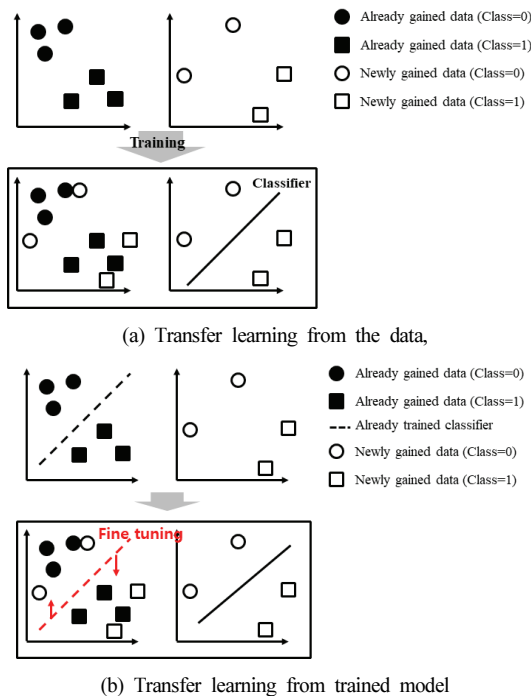 Already gained data (Class=0)
Already gained data (Class=1)
Newly gained data (Class=0)
Newly gained data (Class=1)
Training
Classifier
(a) Transfer learning from the data,
Already gained data (Class=0)
Already gained data (Class=1)
Already trained classifier
Newly gained data (Class=0)
Newly gained data (Class=1)
Fine tuning
(b) Transfer learning from trained model